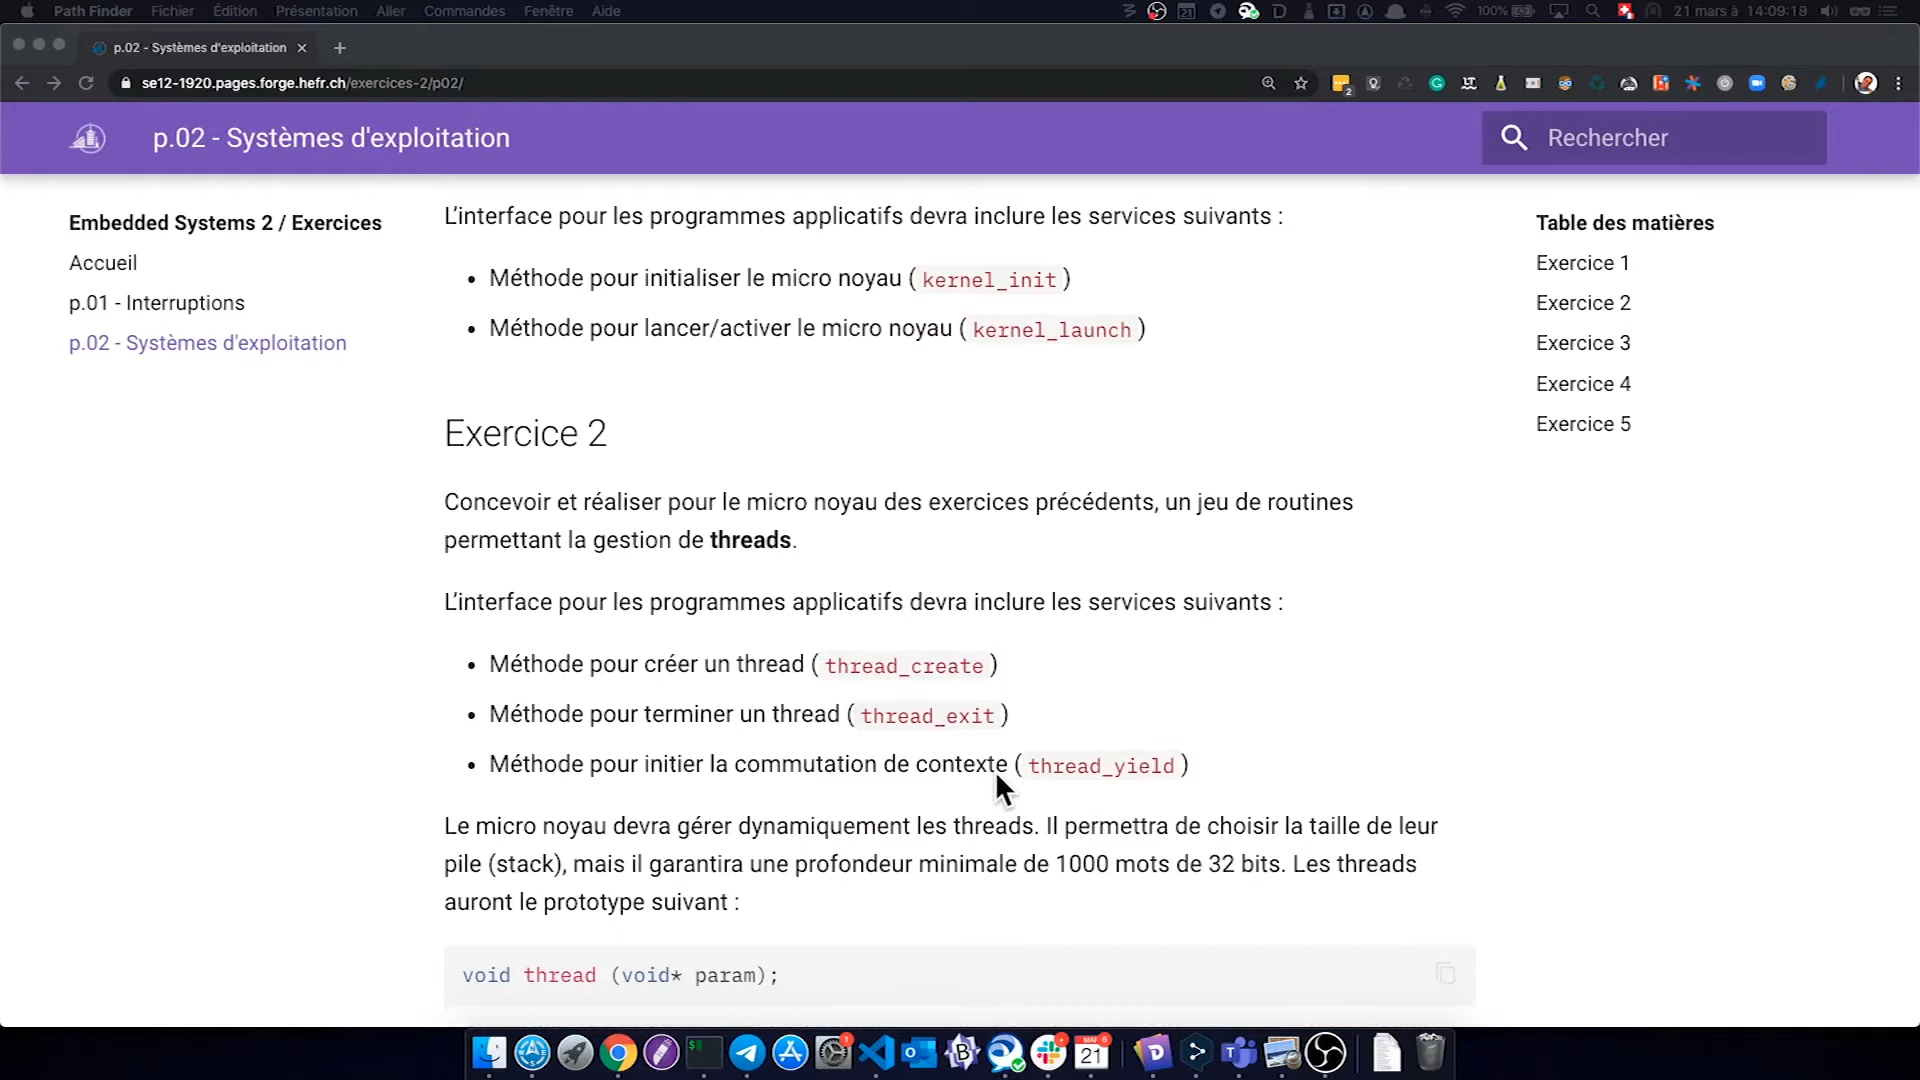 Path Finder Fichier Édition Présentation Aller Commandes Fenêtre Aide 21 100% 21 mars à 14:09:19
p.02 - Systèmes d'exploitation
se12-1920.pages.forge.hefr.ch/exercices-2/p02/
p.02 - Systèmes d'exploitation
Rechercher
Embedded Systems 2 / Exercices
Accueil
p.01 - Interruptions
p.02 - Systèmes d'exploitation
L'interface pour les programmes applicatifs devra inclure les services suivants :
• Méthode pour initialiser le micro noyau ( kernel_init )
• Méthode pour lancer/activer le micro noyau ( kernel_launch )
Exercice 2
Concevoir et réaliser pour le micro noyau des exercices précédents, un jeu de routines
permettant la gestion de threads.
L'interface pour les programmes applicatifs devra inclure les services suivants :
• Méthode pour créer un thread ( thread_create )
• Méthode pour terminer un thread ( thread_exit )
• Méthode pour initier la commutation de contexte ( thread_yield )
Le micro noyau devra gérer dynamiquement les threads. Il permettra de choisir la taille de leur
pile (stack), mais il garantira une profondeur minimale de 1000 mots de 32 bits. Les threads
auront le prototype suivant :
void thread (void* param);
Table des matières
Exercice 1
Exercice 2
Exercice 3
Exercice 4
Exercice 5
21